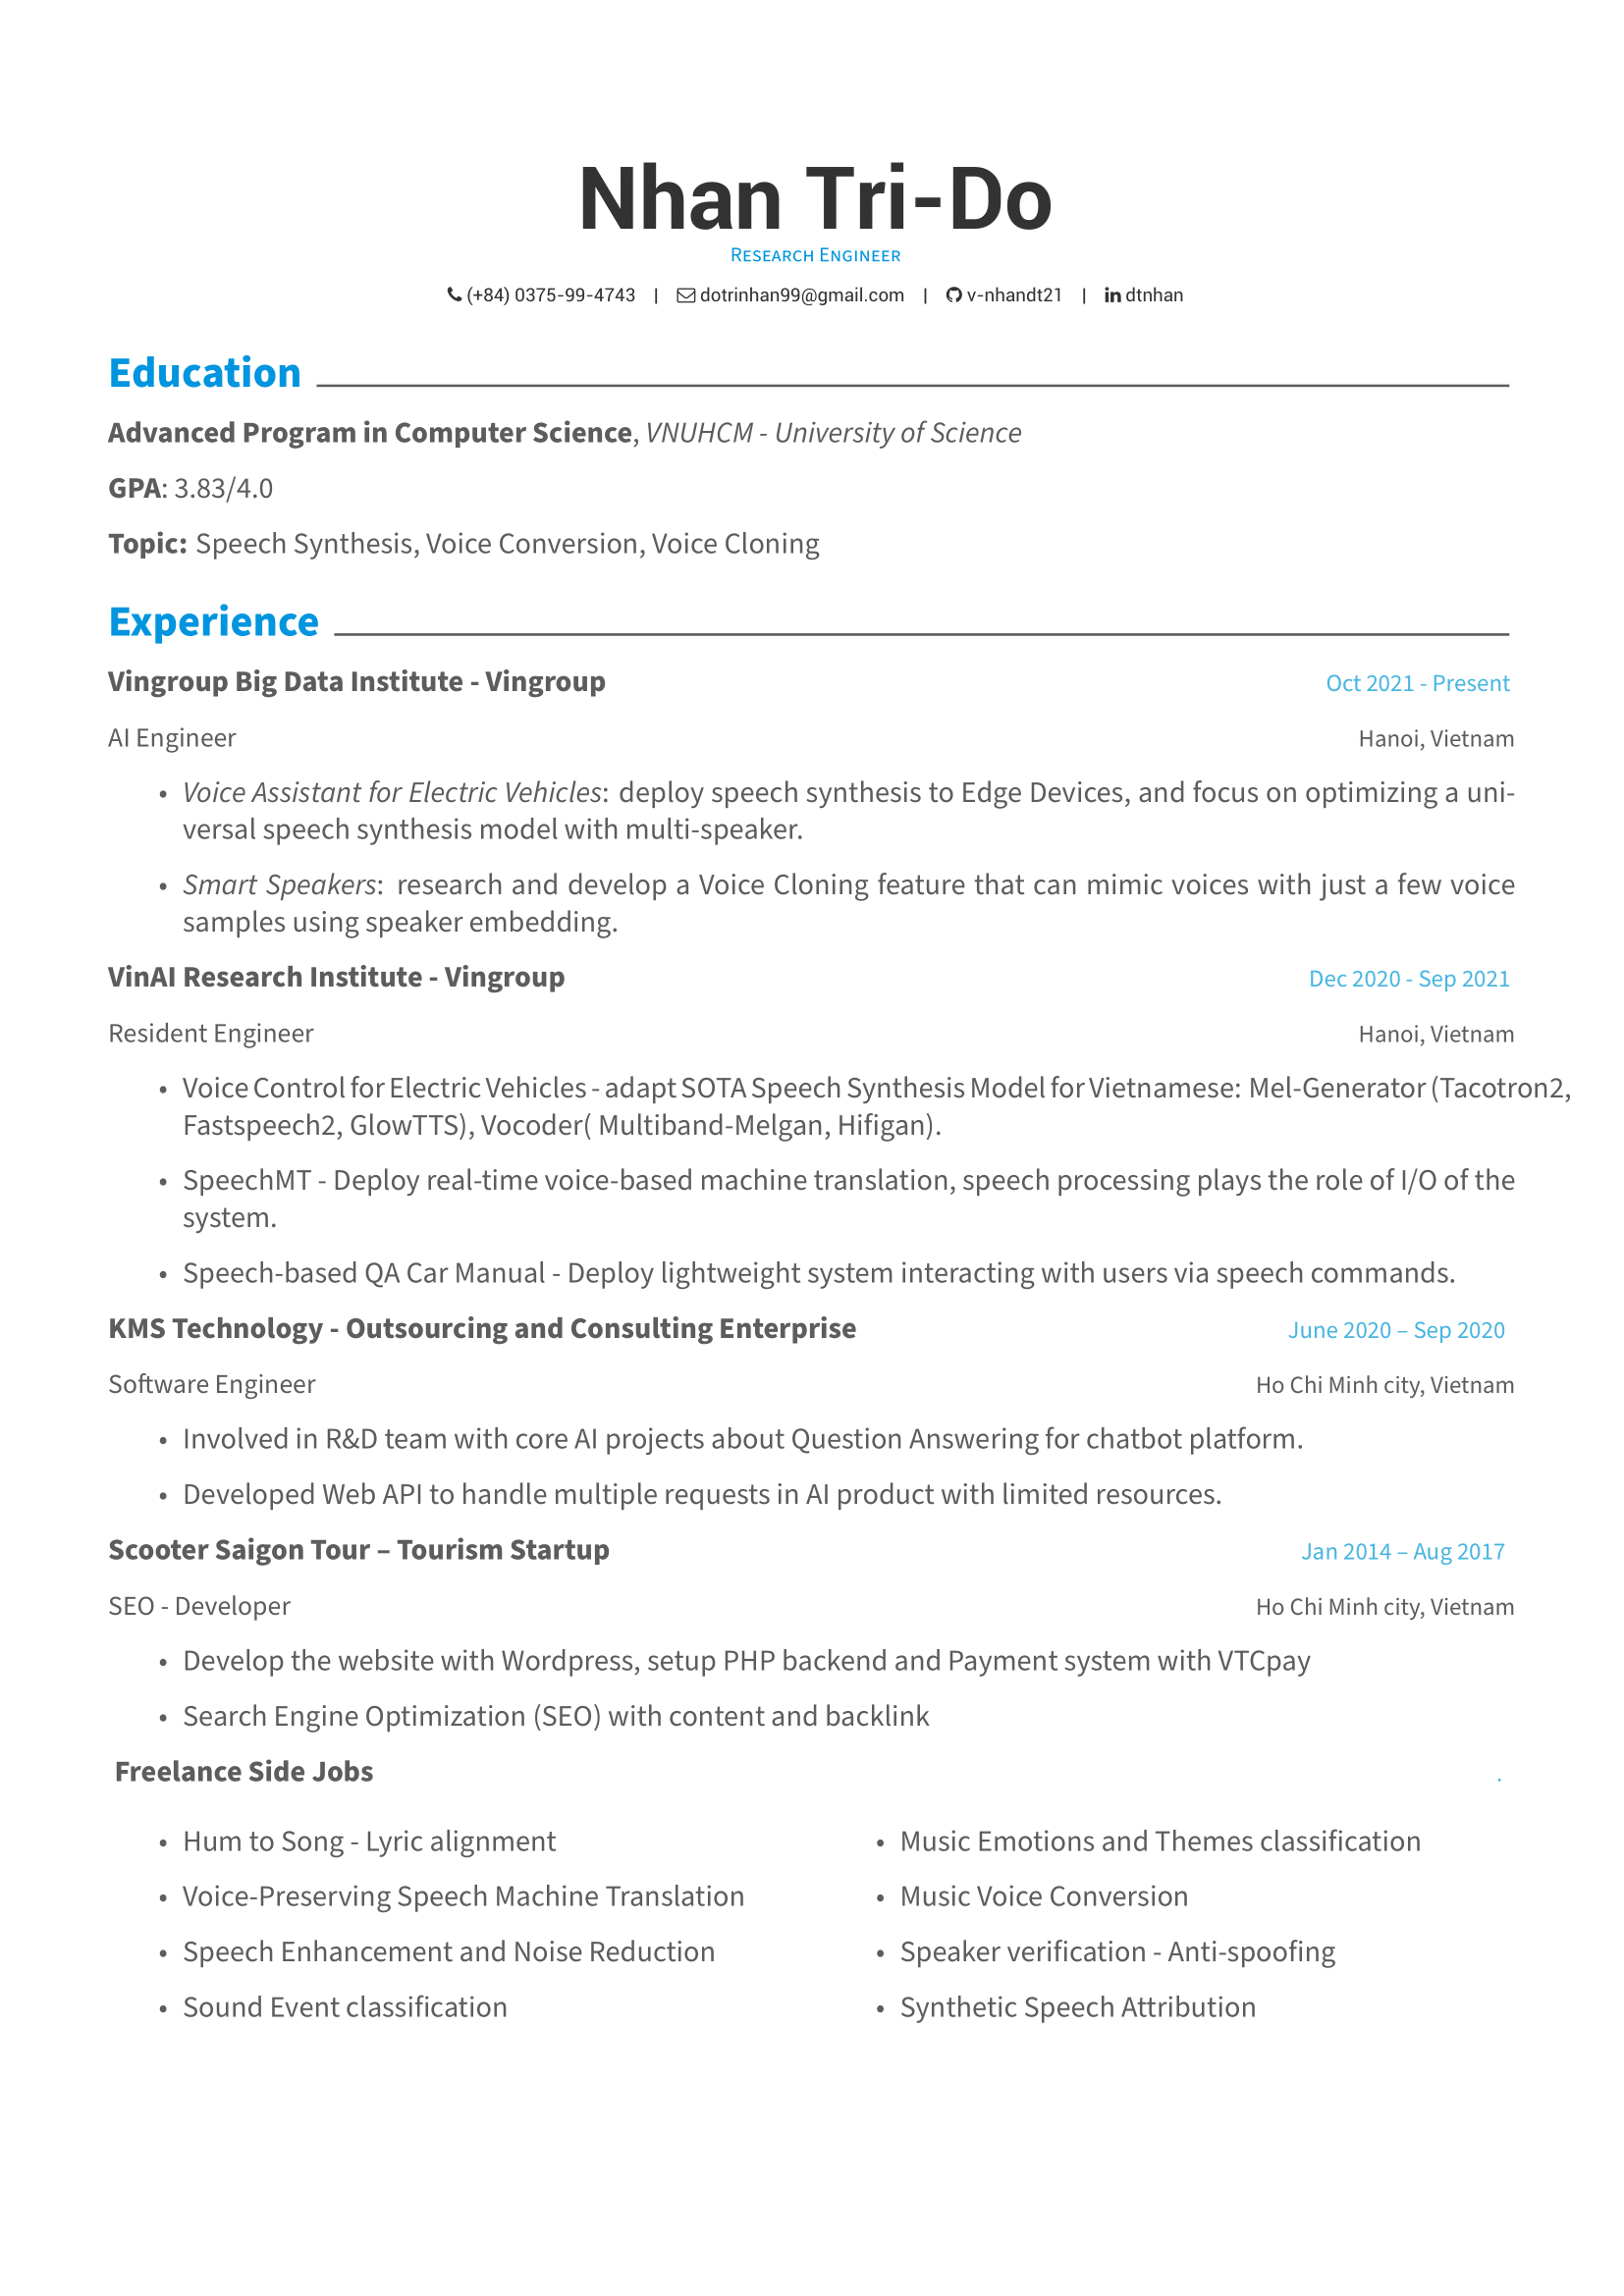 Nhan Tri-Do
Research Engineer
(+84) 0375-99-4743 | dotrinhan99@gmail.com | v-nhandt21 | dtnhan
Education
Advanced Program in Computer Science, VNUHCM - University of Science
GPA: 3.83/4.0
Topic: Speech Synthesis, Voice Conversion, Voice Cloning
Experience
Vingroup Big Data Institute - Vingroup Oct 2021 - Present
AI Engineer Hanoi, Vietnam
• Voice Assistant for Electric Vehicles: deploy speech synthesis to Edge Devices, and focus on optimizing a uni-
versal speech synthesis model with multi-speaker.
• Smart Speakers: research and develop a Voice Cloning feature that can mimic voices with just a few voice
samples using speaker embedding.
VinAI Research Institute - Vingroup Dec 2020 - Sep 2021
Resident Engineer Hanoi, Vietnam
• Voice Control for Electric Vehicles - adapt SOTA Speech Synthesis Model for Vietnamese: Mel-Generator (Tacotron2,
Fastspeech2, GlowTTS), Vocoder( Multiband-Melgan, Hifigan).
• SpeechMT - Deploy real-time voice-based machine translation, speech processing plays the role of I/O of the
system.
• Speech-based QA Car Manual - Deploy lightweight system interacting with users via speech commands.
KMS Technology - Outsourcing and Consulting Enterprise June 2020 – Sep 2020
Software Engineer Ho Chi Minh city, Vietnam
• Involved in R&D team with core AI projects about Question Answering for chatbot platform.
• Developed Web API to handle multiple requests in AI product with limited resources.
Scooter Saigon Tour – Tourism Startup Jan 2014 – Aug 2017
SEO - Developer Ho Chi Minh city, Vietnam
• Develop the website with Wordpress, setup PHP backend and Payment system with VTCpay
• Search Engine Optimization (SEO) with content and backlink
Freelance Side Jobs .
• Hum to Song - Lyric alignment
• Voice-Preserving Speech Machine Translation
• Speech Enhancement and Noise Reduction
• Sound Event classification
• Music Emotions and Themes classification
• Music Voice Conversion
• Speaker verification - Anti-spoofing
• Synthetic Speech Attribution